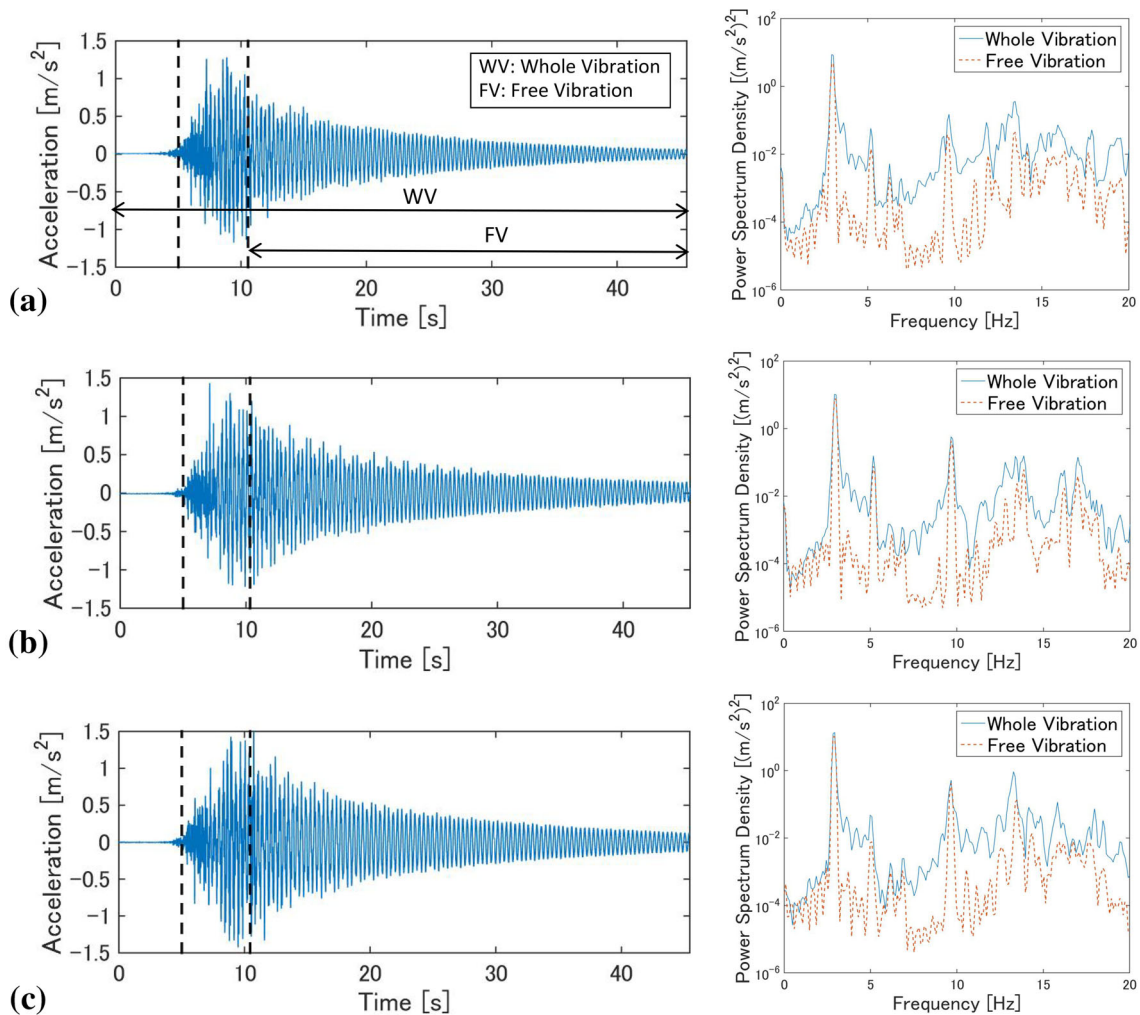 (a)
Acceleration [m/s²]
1.5
1
0.5
0
−0.5
−1
−1.5
WV: Whole Vibration
FV: Free Vibration
WV
FV
0 10 20 30 40
Time [s]
Power Spectrum Density [(m/s²)²]
10²
10⁰
10⁻²
10⁻⁴
10⁻⁶
Whole Vibration
Free Vibration
0 5 10 15 20
Frequency [Hz]
(b)
Acceleration [m/s²]
1.5
1
0.5
0
−0.5
−1
−1.5
0 10 20 30 40
Time [s]
Power Spectrum Density [(m/s²)²]
10²
10⁰
10⁻²
10⁻⁴
10⁻⁶
Whole Vibration
Free Vibration
0 5 10 15 20
Frequency [Hz]
(c)
Acceleration [m/s²]
1.5
1
0.5
0
−0.5
−1
−1.5
0 10 20 30 40
Time [s]
Power Spectrum Density [(m/s²)²]
10²
10⁰
10⁻²
10⁻⁴
10⁻⁶
Whole Vibration
Free Vibration
0 5 10 15 20
Frequency [Hz]